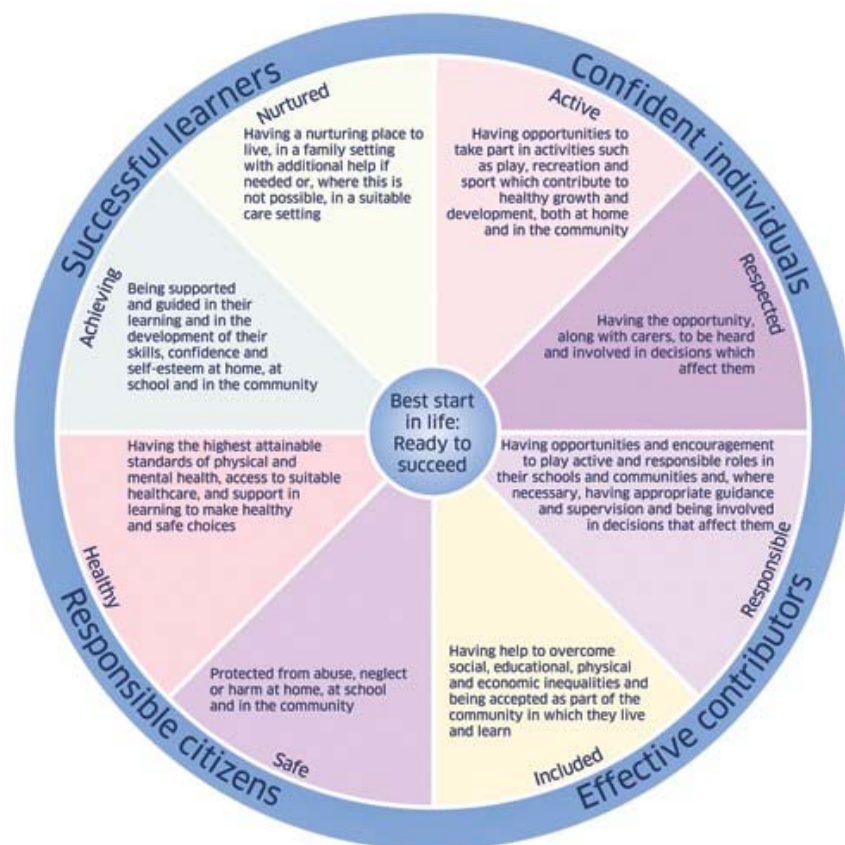 Successful learners
Confident individuals
Nurtured
Having a nurturing place to
live, in a family setting
with additional help if
needed or, where this is
not possible, in a suitable
care setting
Active
Having opportunities to
take part in activities such
as play, recreation and
sport which contribute to
healthy growth and
development, both at home
and in the community
Achieving
Being supported
and guided in their
learning and in the
development of their
skills, confidence and
self-esteem at home, at
school and in the community
Respected
Having the opportunity,
along with carers, to be heard
and involved in decisions which
affect them
Best start
in life:
Ready to
succeed
Having the highest attainable
standards of physical and
mental health, access to suitable
healthcare, and support in
learning to make healthy
and safe choices
Healthy
Having opportunities and encouragement
to play active and responsible roles in
their schools and communities and, where
necessary, having appropriate guidance
and supervision and being involved
in decisions that affect them
Responsible
Protected from abuse, neglect
or harm at home, at school
and in the community
Safe
Having help to overcome
social, educational, physical
and economic inequalities and
being accepted as part of the
community in which they live
and learn
Included
Responsible citizens
Effective contributors